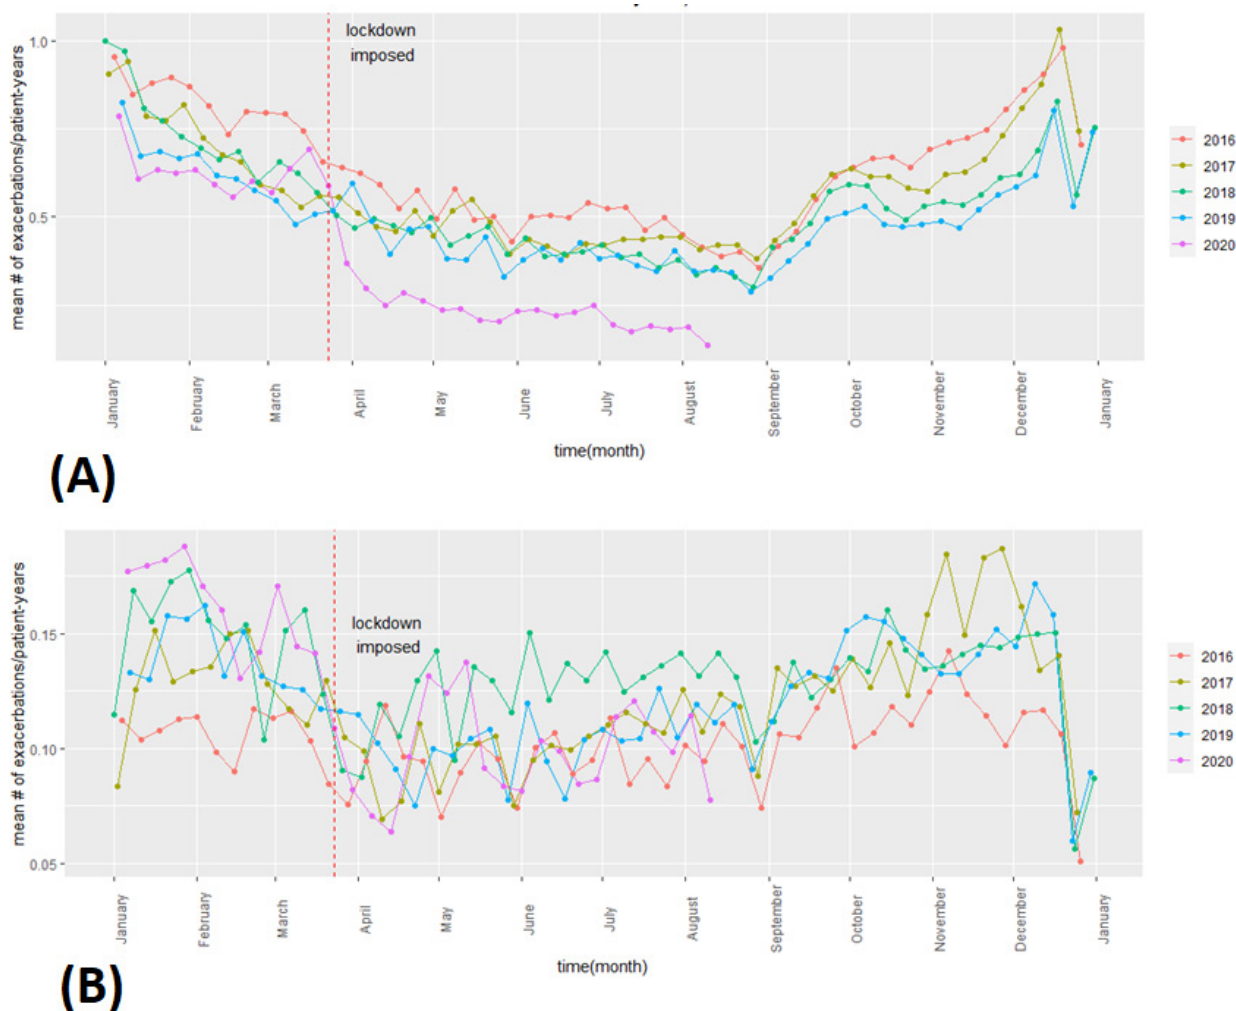 lockdown
imposed
mean # of exacerbations/patient-years
1.0
0.5
January
February
March
April
May
June
July
August
September
October
November
December
January
time(month)
2016
2017
2018
2019
2020
(A)
lockdown
imposed
mean # of exacerbations/patient-years
0.15
0.10
0.05
January
February
March
April
May
June
July
August
September
October
November
December
January
time(month)
2016
2017
2018
2019
2020
(B)